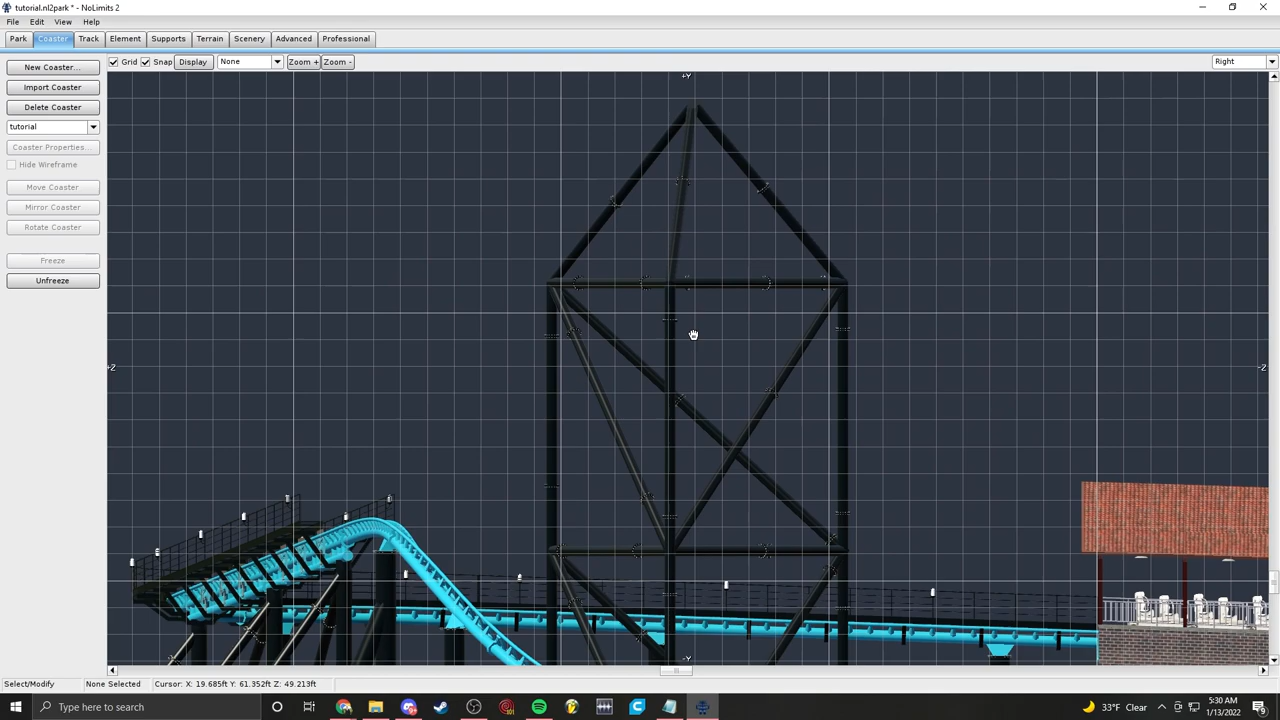 tutorial.nl2park * - NoLimits 2
File Edit View Help
Park Coaster Track Element Supports Terrain Scenery Advanced Professional
New Coaster... Grid Snap Display None Zoom + Zoom - Right
Import Coaster
Delete Coaster
tutorial
Coaster Properties...
Hide Wireframe
Move Coaster
Mirror Coaster
Rotate Coaster
Freeze
Unfreeze
+Y
+Z -Z
-Y
Select/Modify None Selected Cursor: X: 19.685ft Y: 61.352ft Z: 49.213ft
Type here to search 33°F Clear 5:30 AM
1/13/2022